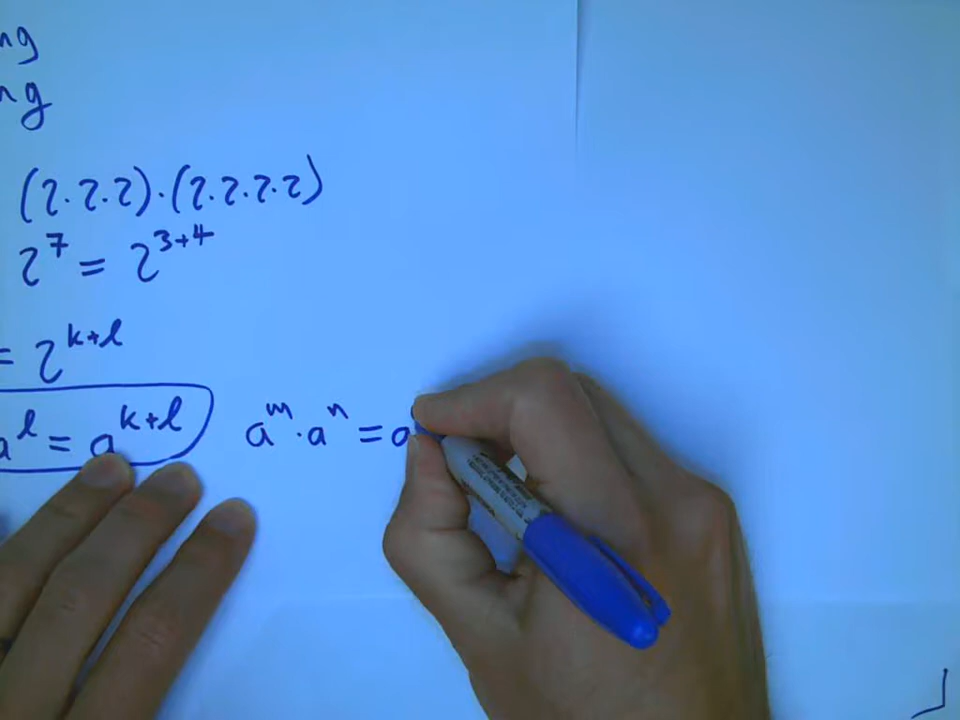 ng
ng
(2·2·2)·(2·2·2·2)
2⁷ = 2³⁺⁴
= 2ᵏ⁺ˡ
aˡ = aᵏ⁺ˡ aᵐ·aⁿ = a